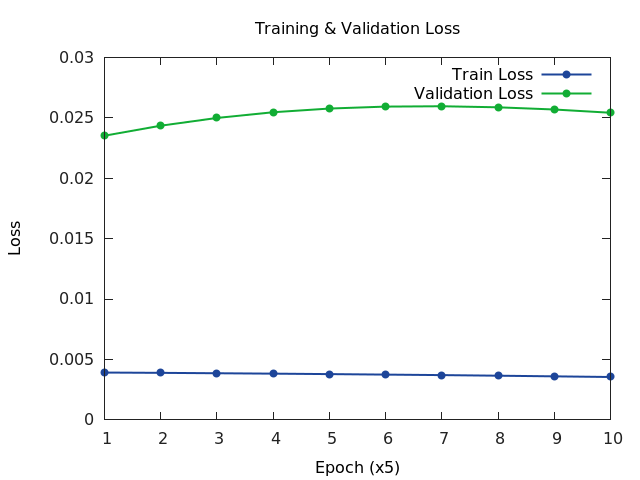 Training & Validation Loss
0.03
0.025
0.02
0.015
0.01
0.005
0
Loss
Train Loss
Validation Loss
1 2 3 4 5 6 7 8 9 10
Epoch (x5)